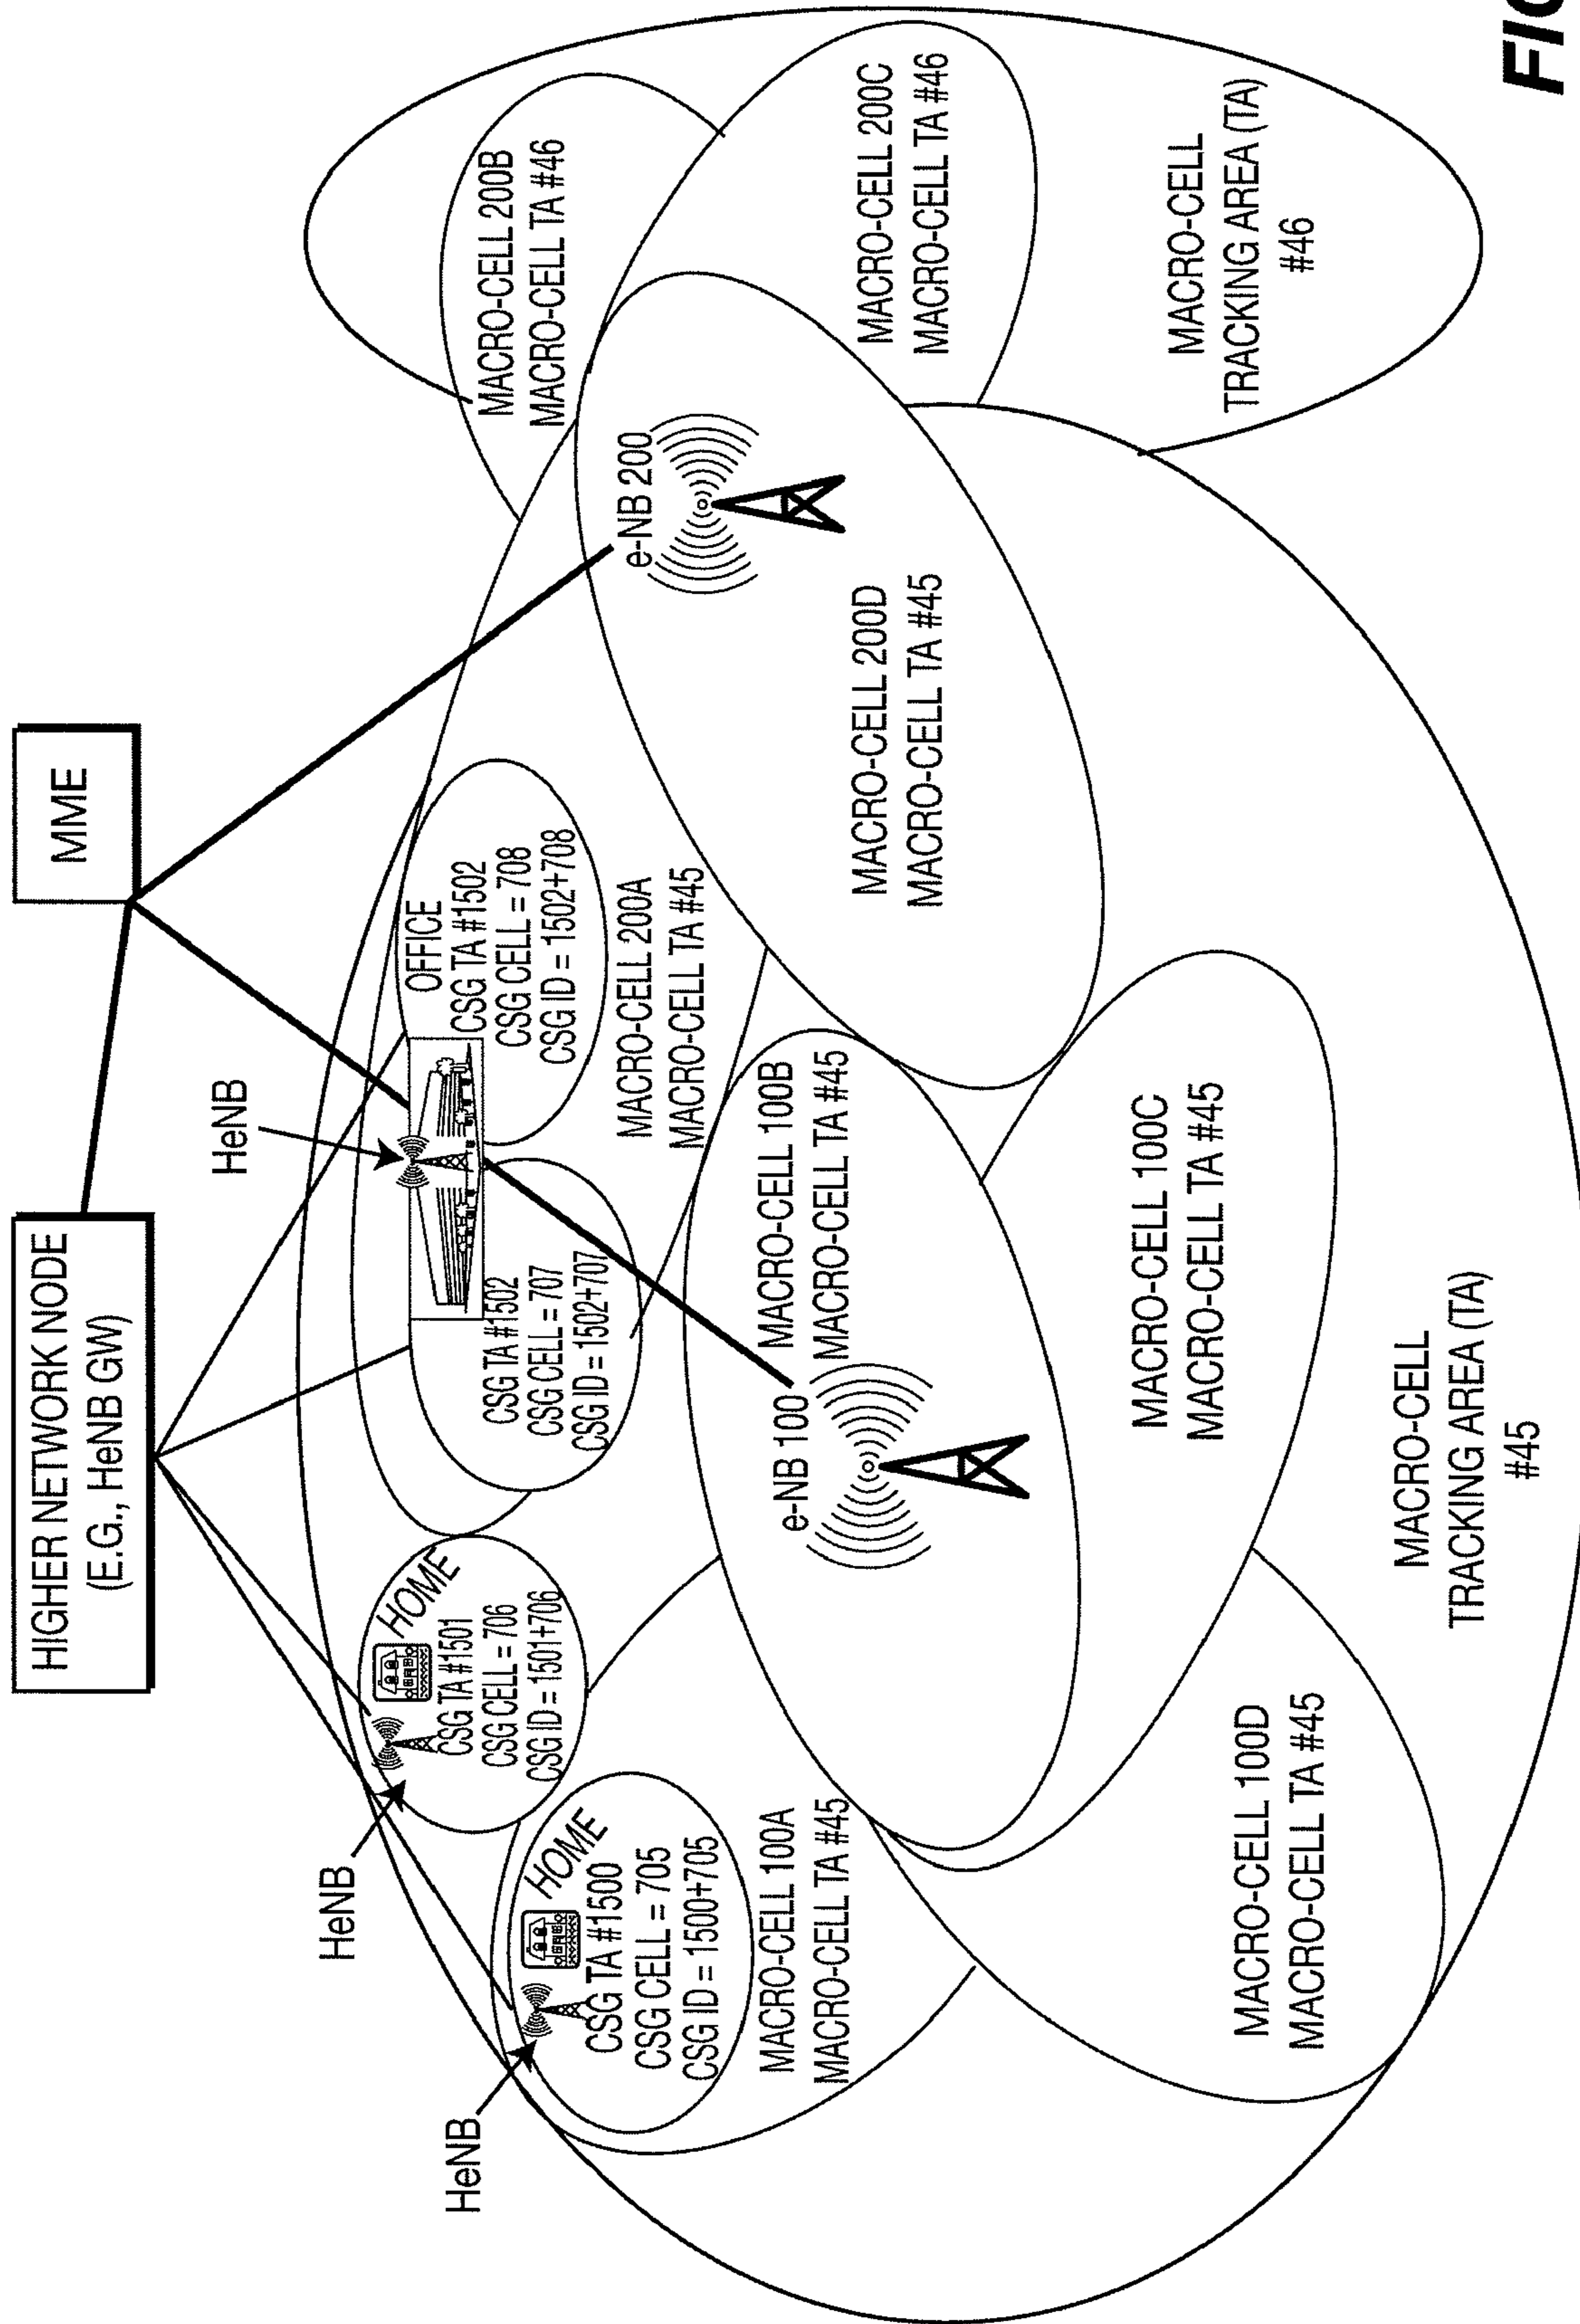 HIGHER NETWORK NODE
(E.G., HeNB GW)
MME
HeNB
HeNB
HeNB
HOME
CSG TA #1500
CSG CELL = 705
CSG ID = 1500+705
HOME
CSG TA #1501
CSG CELL = 706
CSG ID = 1501+706
CSG TA #1502
CSG CELL = 707
CSG ID = 1502+707
OFFICE
CSG TA #1502
CSG CELL = 708
CSG ID = 1502+708
MACRO-CELL 100A
MACRO-CELL TA #45
MACRO-CELL 200A
MACRO-CELL TA #45
MACRO-CELL 200B
MACRO-CELL TA #46
e-NB 100
MACRO-CELL 100B
MACRO-CELL TA #45
e-NB 200
MACRO-CELL 200D
MACRO-CELL TA #45
MACRO-CELL 200C
MACRO-CELL TA #46
MACRO-CELL 100C
MACRO-CELL TA #45
MACRO-CELL 100D
MACRO-CELL TA #45
MACRO-CELL
TRACKING AREA (TA)
#45
MACRO-CELL
TRACKING AREA (TA)
#46